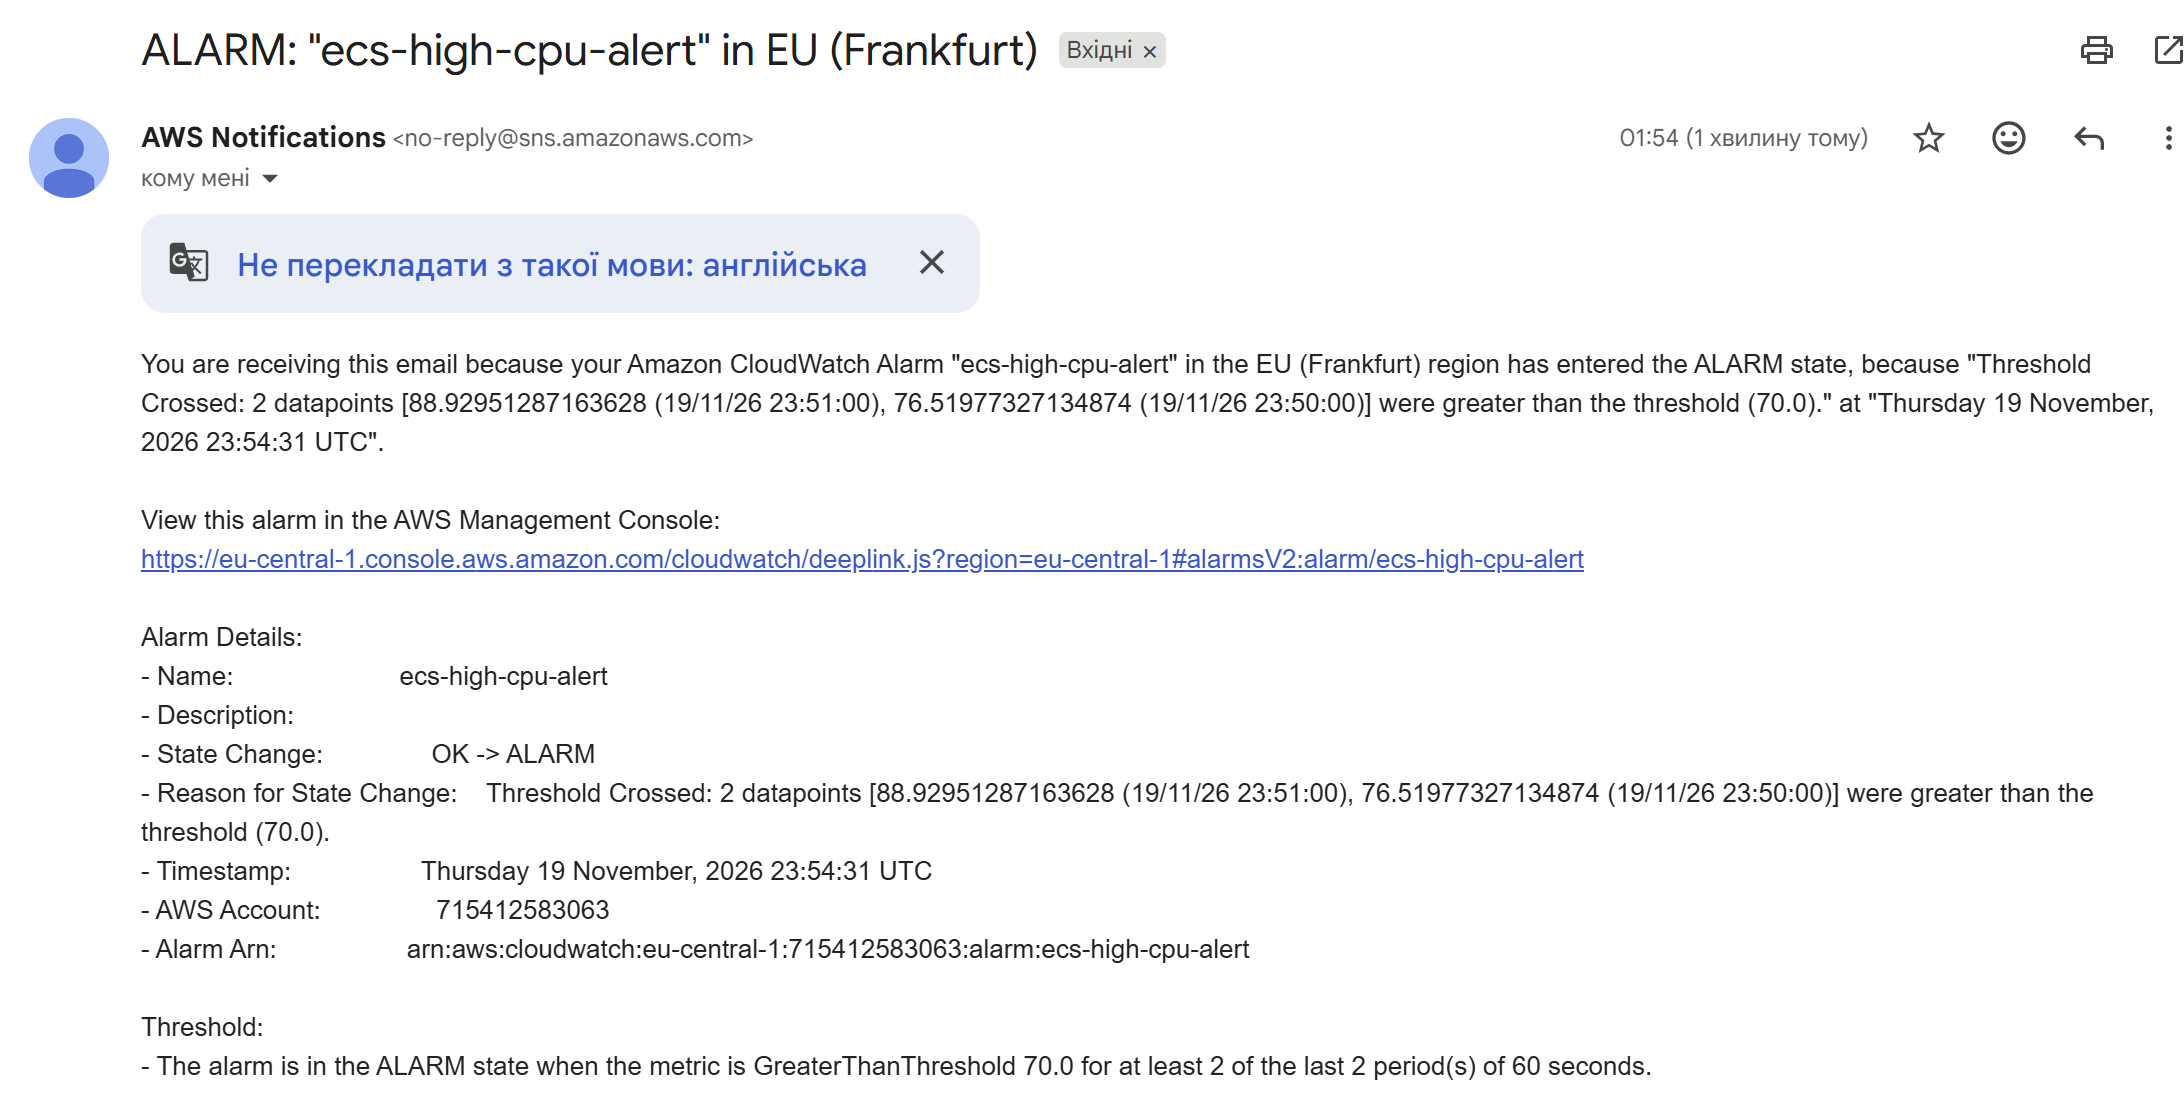 ALARM: "ecs-high-cpu-alert" in EU (Frankfurt) Вхідні ×
AWS Notifications <no-reply@sns.amazonaws.com> 01:54 (1 хвилину тому)
кому мені
Не перекладати з такої мови: англійська
You are receiving this email because your Amazon CloudWatch Alarm "ecs-high-cpu-alert" in the EU (Frankfurt) region has entered the ALARM state, because "Threshold
Crossed: 2 datapoints [88.92951287163628 (19/11/26 23:51:00), 76.51977327134874 (19/11/26 23:50:00)] were greater than the threshold (70.0)." at "Thursday 19 November,
2026 23:54:31 UTC".
View this alarm in the AWS Management Console:
https://eu-central-1.console.aws.amazon.com/cloudwatch/deeplink.js?region=eu-central-1#alarmsV2:alarm/ecs-high-cpu-alert
Alarm Details:
- Name: ecs-high-cpu-alert
- Description:
- State Change: OK -> ALARM
- Reason for State Change: Threshold Crossed: 2 datapoints [88.92951287163628 (19/11/26 23:51:00), 76.51977327134874 (19/11/26 23:50:00)] were greater than the
threshold (70.0).
- Timestamp: Thursday 19 November, 2026 23:54:31 UTC
- AWS Account: 715412583063
- Alarm Arn: arn:aws:cloudwatch:eu-central-1:715412583063:alarm:ecs-high-cpu-alert
Threshold:
- The alarm is in the ALARM state when the metric is GreaterThanThreshold 70.0 for at least 2 of the last 2 period(s) of 60 seconds.